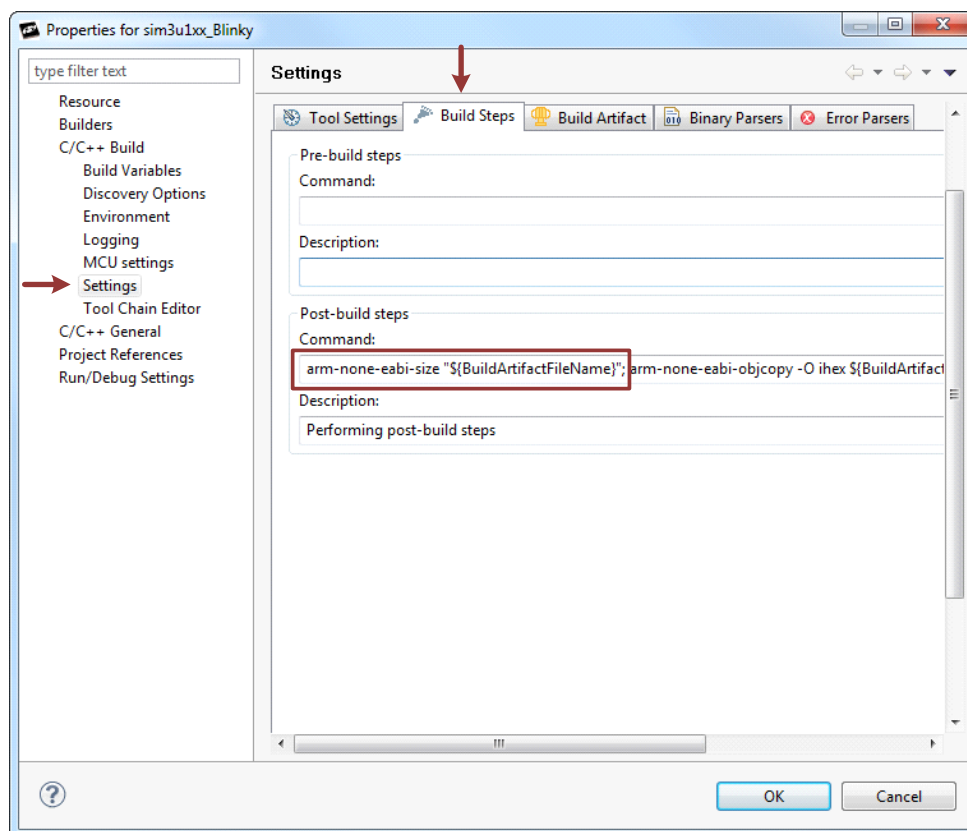 Properties for sim3u1xx_Blinky
type filter text
Resource
Builders
C/C++ Build
Build Variables
Discovery Options
Environment
Logging
MCU settings
Settings
Tool Chain Editor
C/C++ General
Project References
Run/Debug Settings
Settings
Tool Settings
Build Steps
Build Artifact
010
Binary Parsers
Error Parsers
Pre-build steps
Command:
Description:
Post-build steps
Command:
arm-none-eabi-size "${BuildArtifactFileName}"; arm-none-eabi-objcopy -O ihex ${BuildArtifact
Description:
Performing post-build steps
?
OK
Cancel